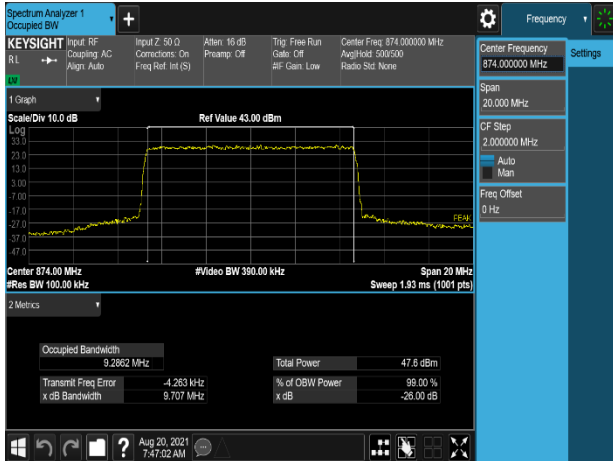 Spectrum Analyzer 1
Occupied BW
+
Frequency
KEYSIGHT
R L
Input: RF
Coupling: AC
Align: Auto
Input Z: 50 Ω
Corrections: On
Freq Ref: Int (S)
Atten: 16 dB
Preamp: Off
Trig: Free Run
Gate: Off
#IF Gain: Low
Center Freq: 874.000000 MHz
Avg|Hold: 500/500
Radio Std: None
Center Frequency
874.000000 MHz
Settings
Span
20.000 MHz
CF Step
2.000000 MHz
Auto
Man
Freq Offset
0 Hz
1 Graph
Scale/Div 10.0 dB
Ref Value 43.00 dBm
Log
33.0
23.0
13.0
3.00
-7.00
-17.0
-27.0
-37.0
-47.0
PEAK
Center 874.00 MHz
#Video BW 390.00 kHz
Span 20 MHz
#Res BW 100.00 kHz
Sweep 1.93 ms (1001 pts)
2 Metrics
Occupied Bandwidth
9.2862 MHz
Total Power
47.6 dBm
Transmit Freq Error
-4.263 kHz
% of OBW Power
99.00 %
x dB Bandwidth
9.707 MHz
x dB
-26.00 dB
?
Aug 20, 2021
7:47:02 AM